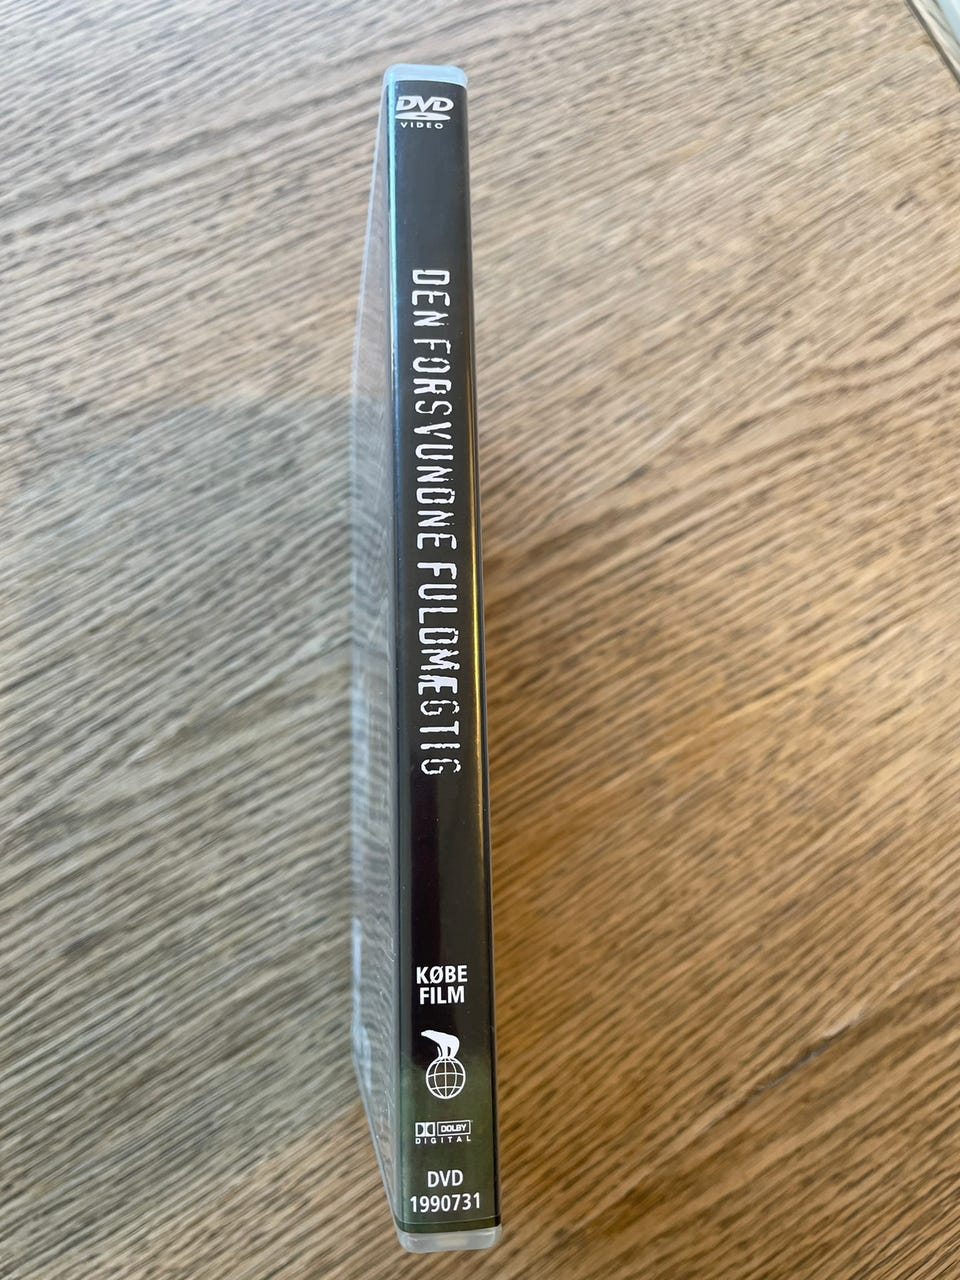 DVD
VIDEO
DEN FORSVUNDNE FULDMÆGTIG
KØBE
FILM
DOLBY
DIGITAL
DVD
1990731